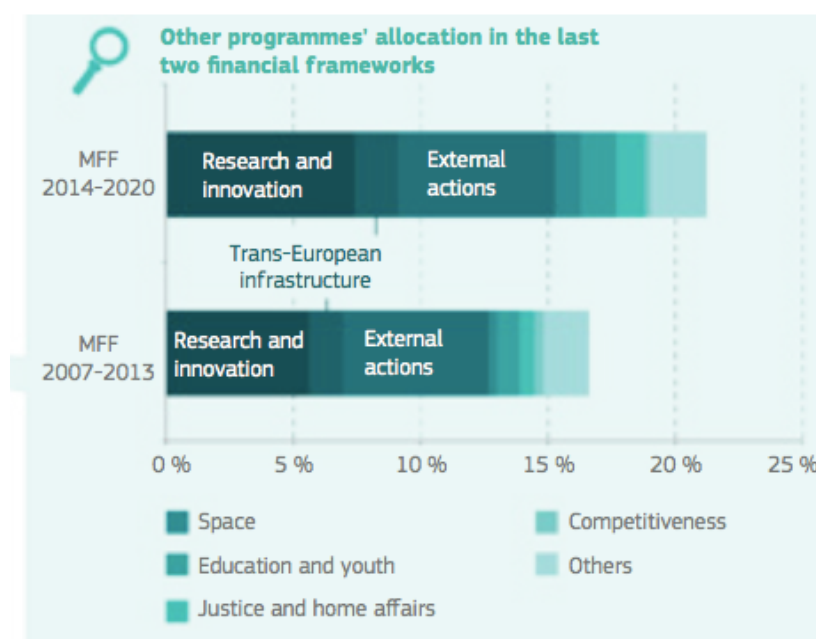 Other programmes' allocation in the last
two financial frameworks
MFF
2014-2020
Research and
innovation
External
actions
Trans-European
infrastructure
MFF
2007-2013
Research and
innovation
External
actions
0 %
5 %
10 %
15 %
20 %
25 %
Space
Education and youth
Justice and home affairs
Competitiveness
Others